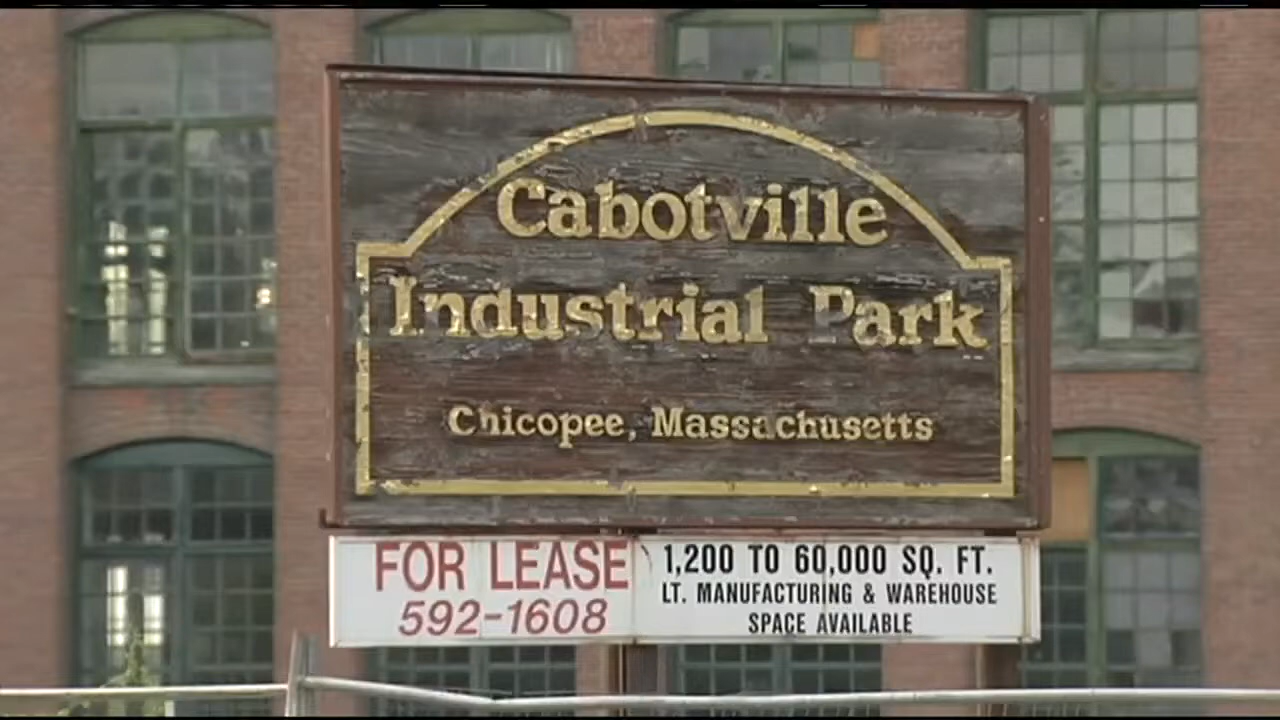 Cabotville
Industrial Park
Chicopee, Massachusetts
FOR LEASE
592-1608
1,200 TO 60,000 SQ. FT.
LT. MANUFACTURING & WAREHOUSE
SPACE AVAILABLE